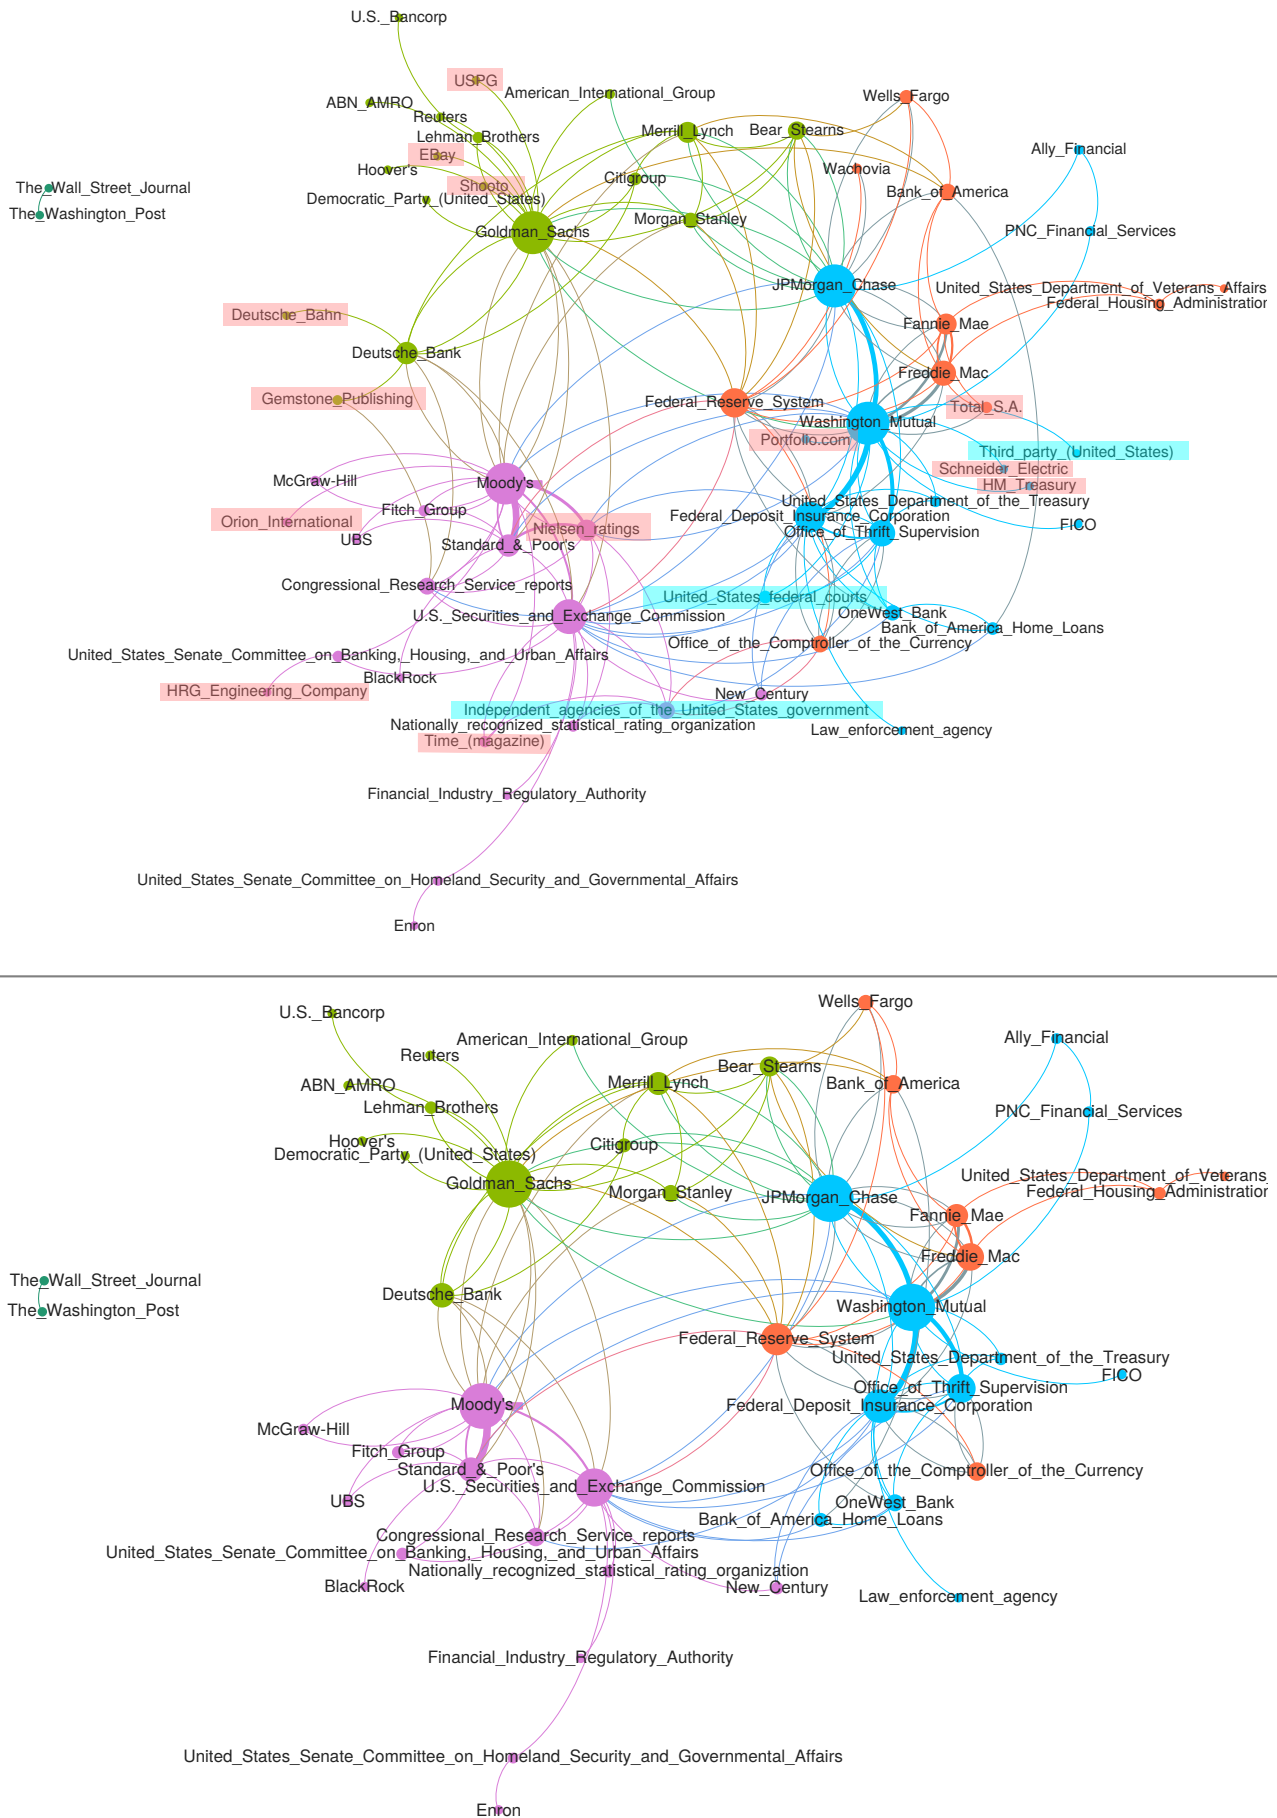 U.S._Bancorp
USPG
American_International_Group
Wells_Fargo
ABN_AMRO
Reuters
Merrill_Lynch
Bear_Stearns
Lehman_Brothers
Ally_Financial
EBay
Hoover's
Wachovia
Citigroup
Shooto
The_Wall_Street_Journal
Bank_of_America
Democratic_Party_(United_States)
The_Washington_Post
Morgan_Stanley
Goldman_Sachs
PNC_Financial_Services
JPMorgan_Chase
United_States_Department_of_Veterans_Affairs
Federal_Housing_Administration
Deutsche_Bahn
Fannie_Mae
Deutsche_Bank
Freddie_Mac
Gemstone_Publishing
Federal_Reserve_System
Total_S.A.
Washington_Mutual
Portfolio.com
Third_party_(United_States)
Schneider_Electric
McGraw-Hill
Moody's
HM_Treasury
United_States_Department_of_the_Treasury
Fitch_Group
Federal_Deposit_Insurance_Corporation
Orion_International
FICO
Nielsen_ratings
Office_of_Thrift_Supervision
UBS
Standard_&_Poor's
Congressional_Research_Service_reports
United_States_federal_courts
OneWest_Bank
U.S._Securities_and_Exchange_Commission
Bank_of_America_Home_Loans
Office_of_the_Comptroller_of_the_Currency
United_States_Senate_Committee_on_Banking,_Housing,_and_Urban_Affairs
BlackRock
HRG_Engineering_Company
New_Century
Independent_agencies_of_the_United_States_government
Nationally_recognized_statistical_rating_organization
Law_enforcement_agency
Time_(magazine)
Financial_Industry_Regulatory_Authority
United_States_Senate_Committee_on_Homeland_Security_and_Governmental_Affairs
Enron
Wells_Fargo
U.S._Bancorp
Ally_Financial
American_International_Group
Reuters
Bear_Stearns
Merrill_Lynch
Bank_of_America
ABN_AMRO
Lehman_Brothers
PNC_Financial_Services
Hoover's
Citigroup
Democratic_Party_(United_States)
United_States_Department_of_Veterans_
Goldman_Sachs
Morgan_Stanley
Federal_Housing_Administration
JPMorgan_Chase
Fannie_Mae
Freddie_Mac
The_Wall_Street_Journal
Deutsche_Bank
Washington_Mutual
The_Washington_Post
Federal_Reserve_System
United_States_Department_of_the_Treasury
FICO
Office_of_Thrift_Supervision
Moody's
Federal_Deposit_Insurance_Corporation
McGraw-Hill
Fitch_Group
Standard_&_Poor's
Office_of_the_Comptroller_of_the_Currency
U.S._Securities_and_Exchange_Commission
UBS
OneWest_Bank
Bank_of_America_Home_Loans
Congressional_Research_Service_reports
United_States_Senate_Committee_on_Banking,_Housing,_and_Urban_Affairs
Nationally_recognized_statistical_rating_organization
BlackRock
New_Century
Law_enforcement_agency
Financial_Industry_Regulatory_Authority
United_States_Senate_Committee_on_Homeland_Security_and_Governmental_Affairs
Enron